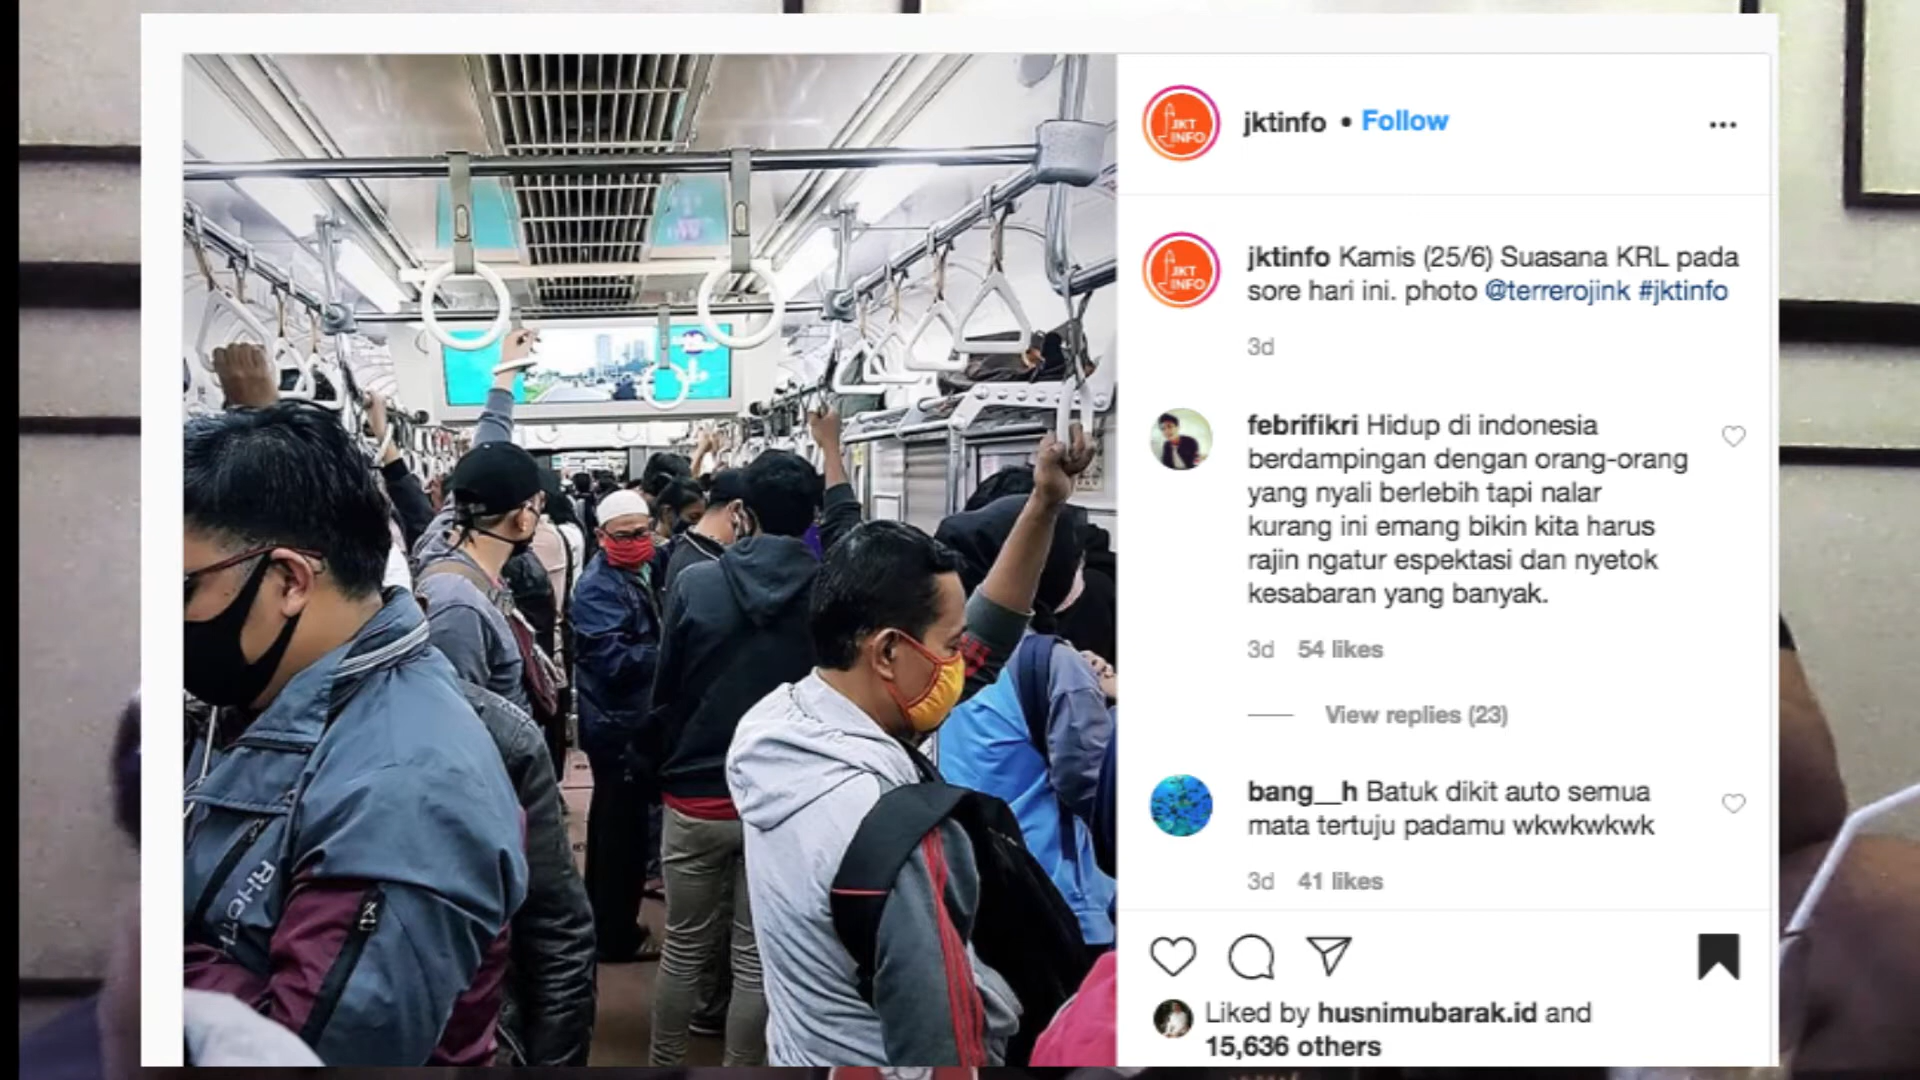 JKT
INFO
jktinfo • Follow
JKT
INFO
jktinfo Kamis (25/6) Suasana KRL pada
sore hari ini. photo @terrerojink #jktinfo
3d
febrifikri Hidup di indonesia
berdampingan dengan orang-orang
yang nyali berlebih tapi nalar
kurang ini emang bikin kita harus
rajin ngatur espektasi dan nyetok
kesabaran yang banyak.
3d 54 likes
View replies (23)
bang__h Batuk dikit auto semua
mata tertuju padamu wkwkwkwk
3d 41 likes
Liked by husnimubarak.id and
15,636 others